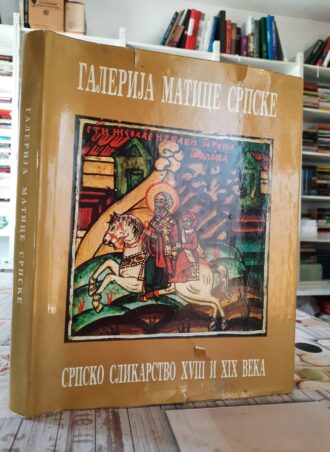 ГАЛЕРИЈА МАТИЦЕ СРПСКЕ
СРПСКО СЛИКАРСТВО XVIII И XIX ВЕКА
ГАЛЕРИЈА МАТИЦЕ СРПСКЕ